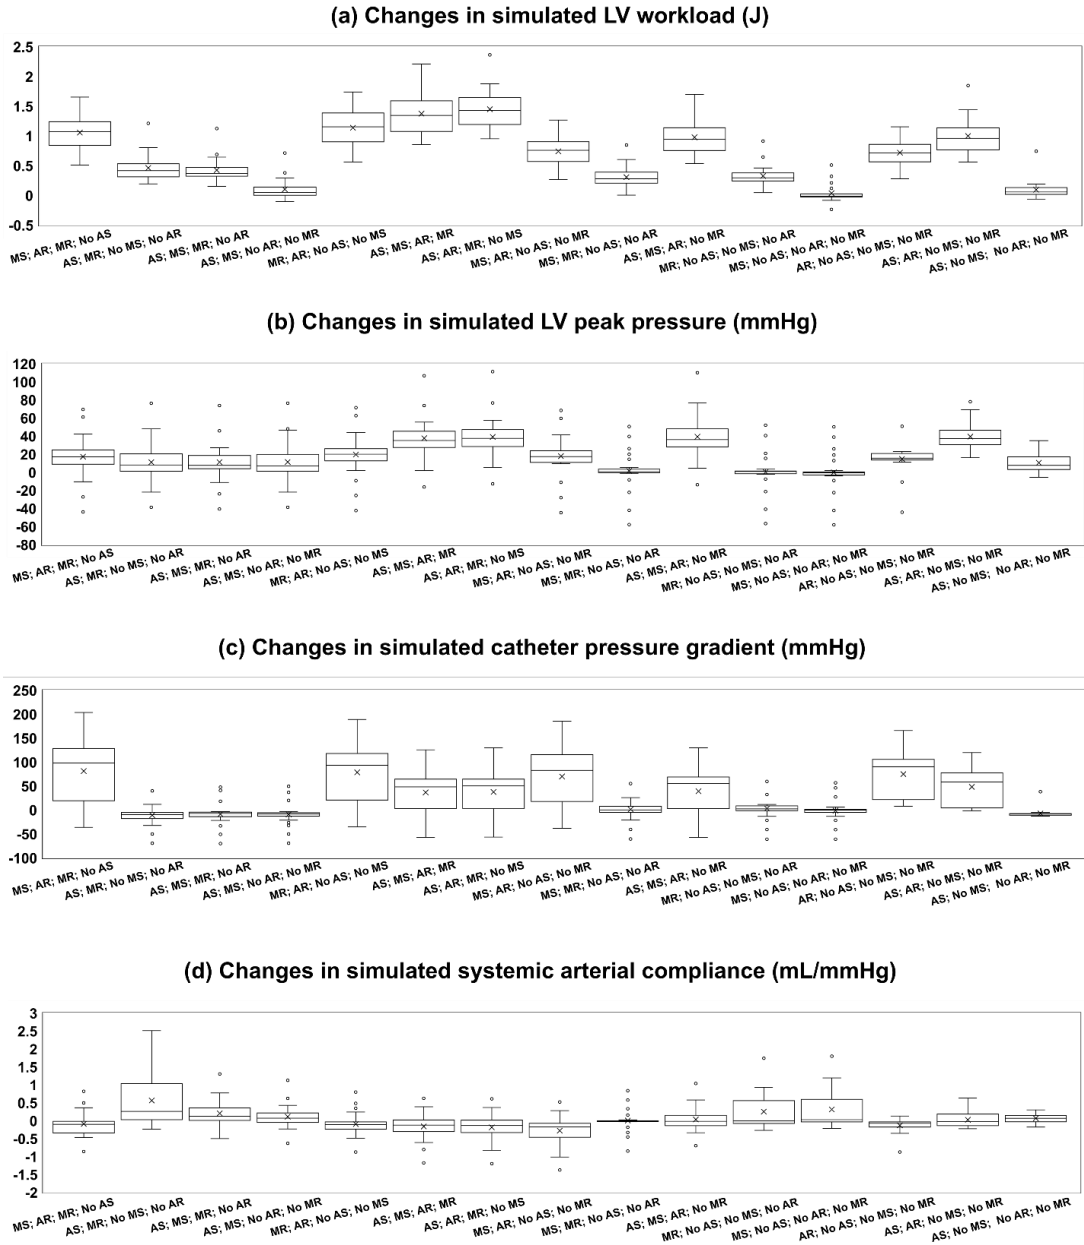 (a) Changes in simulated LV workload (J)
2.5
2
1.5
1
0.5
0
-0.5
MS; AR; MR; No AS
AS; MR; No MS; No AR
AS; MS; MR; No AR
AS; MS; No AR; No MR
MR; AR; No AS; No MS
AS; MS; AR; MR
AS; AR; MR; No MS
MS; AR; No AS; No MR
MS; MR; No AS; No AR
AS; MS; AR; No MR
MR; No AS; No MS; No AR
MS; No AS; No AR; No MR
AR; No AS; No MS; No MR
AS; AR; No MS; No MR
AS; No MS; No AR; No MR
(b) Changes in simulated LV peak pressure (mmHg)
120
100
80
60
40
20
0
-20
-40
-60
-80
MS; AR; MR; No AS
AS; MR; No MS; No AR
AS; MS; MR; No AR
AS; MS; No AR; No MR
MR; AR; No AS; No MS
AS; MS; AR; MR
AS; AR; MR; No MS
MS; AR; No AS; No MR
MS; MR; No AS; No AR
AS; MS; AR; No MR
MR; No AS; No MS; No AR
MS; No AS; No AR; No MR
AR; No AS; No MS; No MR
AS; AR; No MS; No MR
AS; No MS; No AR; No MR
(c) Changes in simulated catheter pressure gradient (mmHg)
250
200
150
100
50
0
-50
-100
MS; AR; MR; No AS
AS; MR; No MS; No AR
AS; MS; MR; No AR
AS; MS; No AR; No MR
MR; AR; No AS; No MS
AS; MS; AR; MR
AS; AR; MR; No MS
MS; AR; No AS; No MR
MS; MR; No AS; No AR
AS; MS; AR; No MR
MR; No AS; No MS; No AR
MS; No AS; No AR; No MR
AR; No AS; No MS; No MR
AS; AR; No MS; No MR
AS; No MS; No AR; No MR
(d) Changes in simulated systemic arterial compliance (mL/mmHg)
3
2.5
2
1.5
1
0.5
0
-0.5
-1
-1.5
-2
MS; AR; MR; No AS
AS; MR; No MS; No AR
AS; MS; MR; No AR
AS; MS; No AR; No MR
MR; AR; No AS; No MS
AS; MS; AR; MR
AS; AR; MR; No MS
MS; AR; No AS; No MR
MS; MR; No AS; No AR
AS; MS; AR; No MR
MR; No AS; No MS; No AR
MS; No AS; No AR; No MR
AR; No AS; No MS; No MR
AS; AR; No MS; No MR
AS; No MS; No AR; No MR